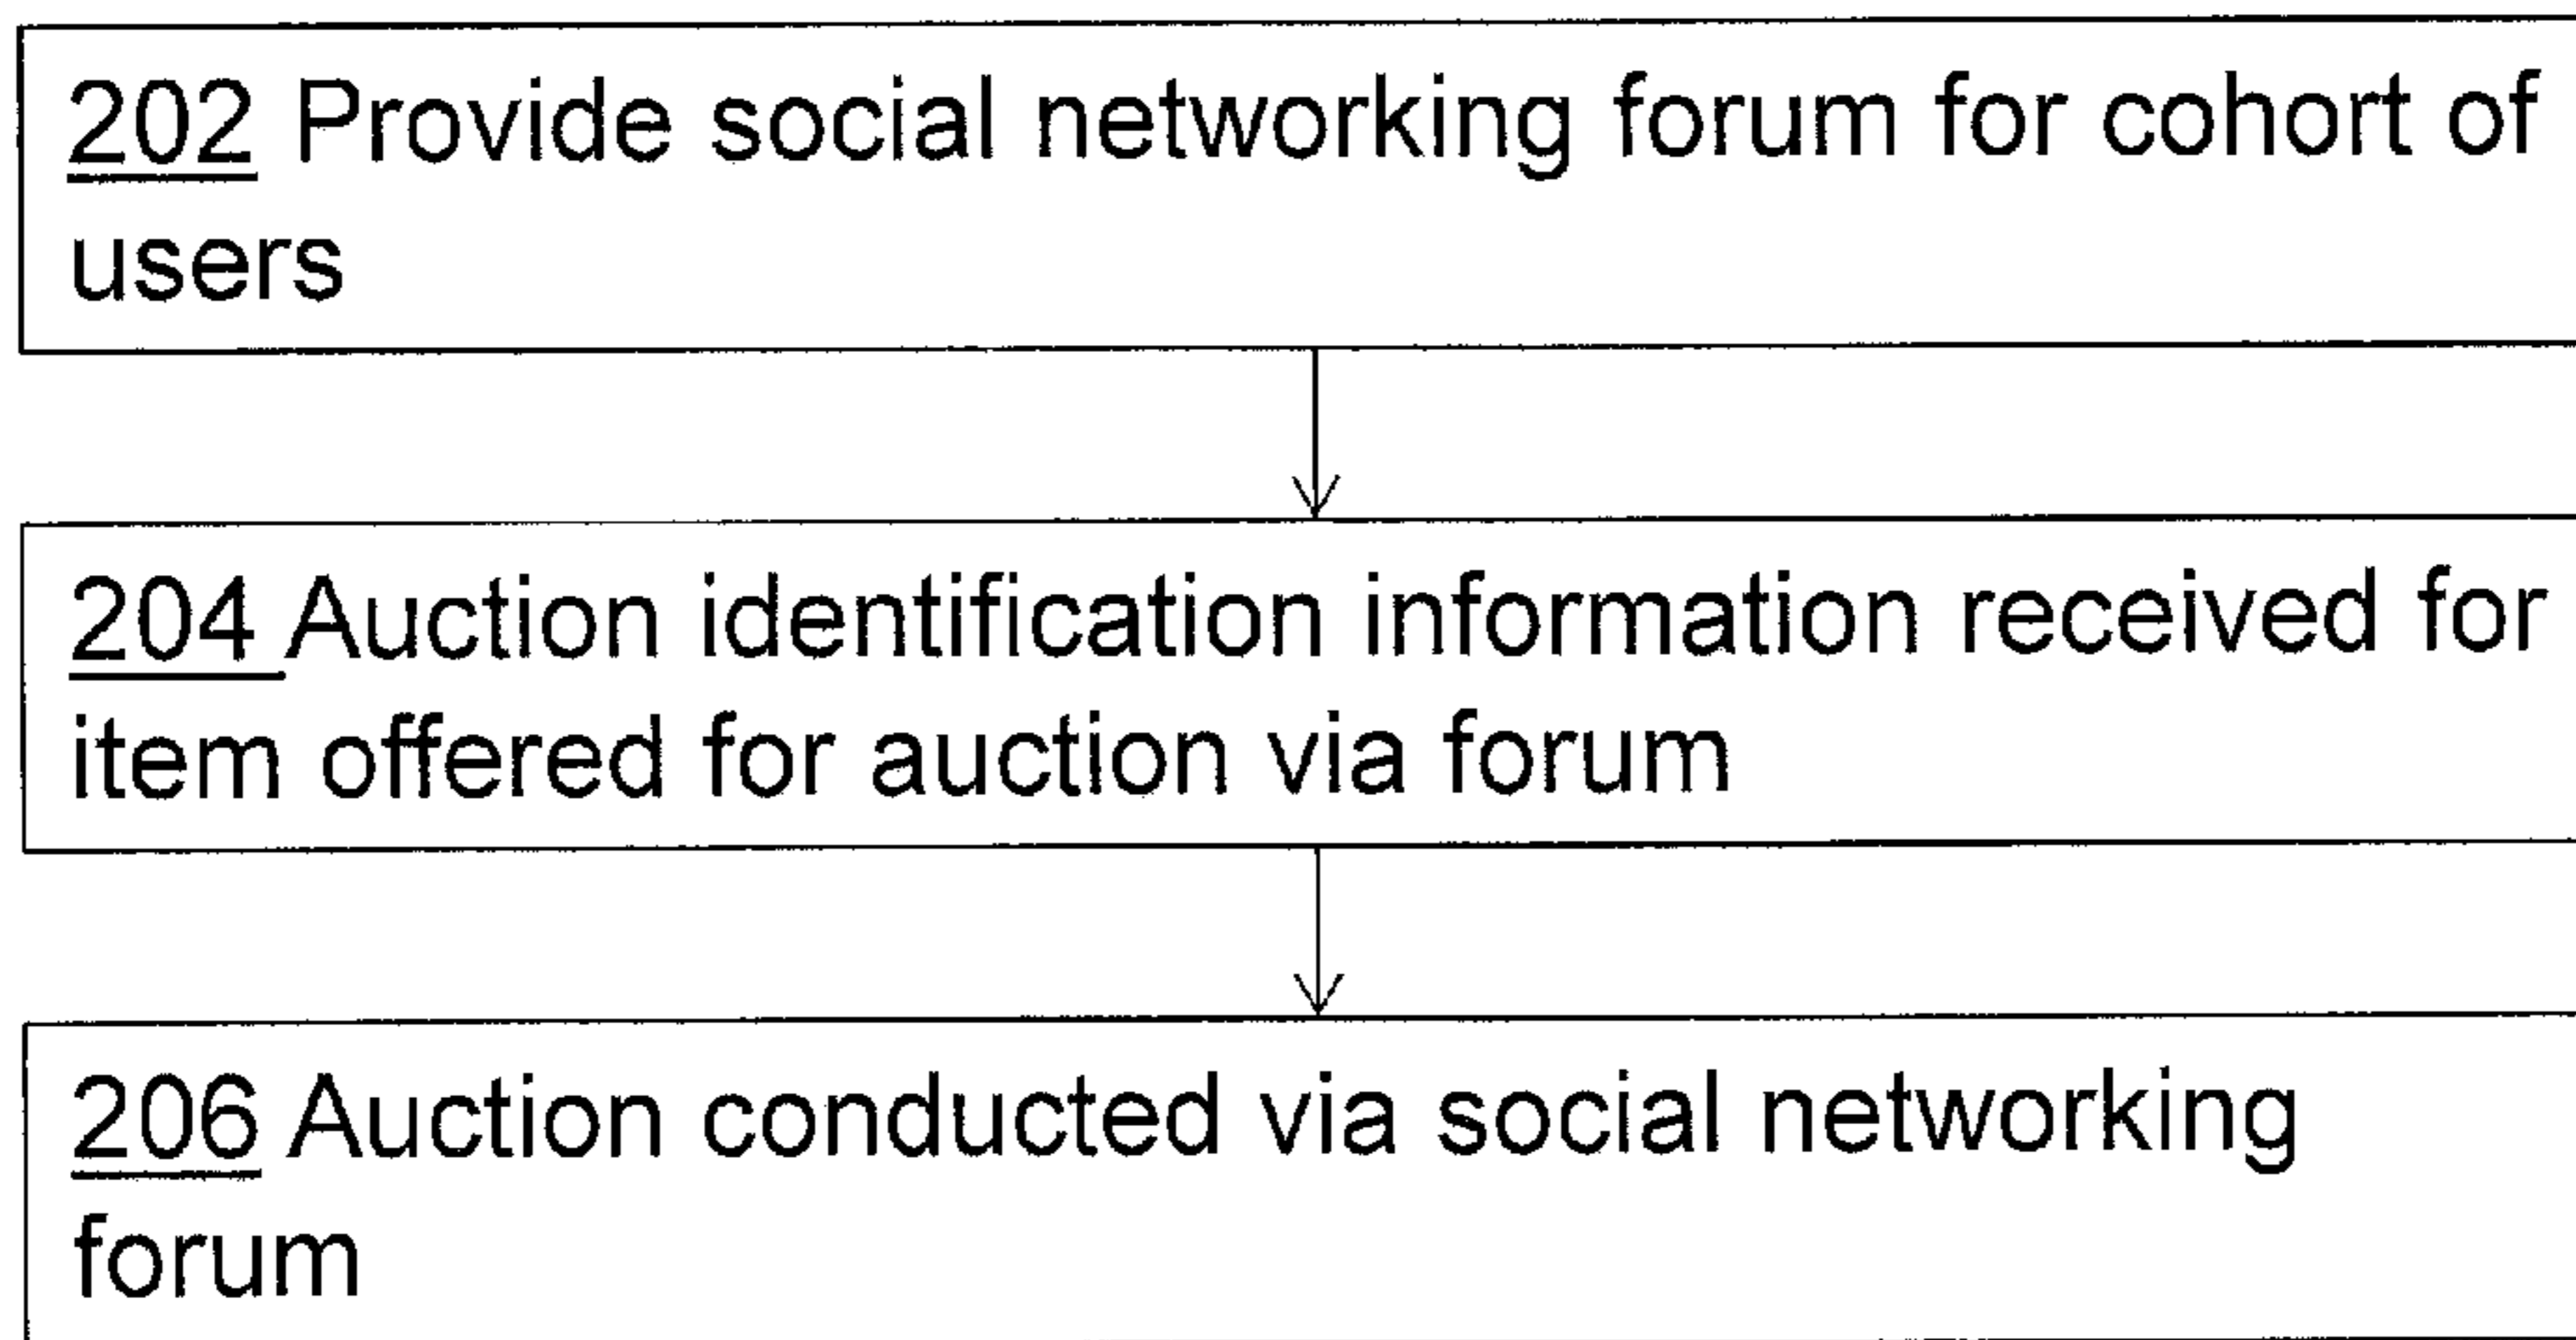 202 Provide social networking forum for cohort of
users
204 Auction identification information received for
item offered for auction via forum
206 Auction conducted via social networking
forum